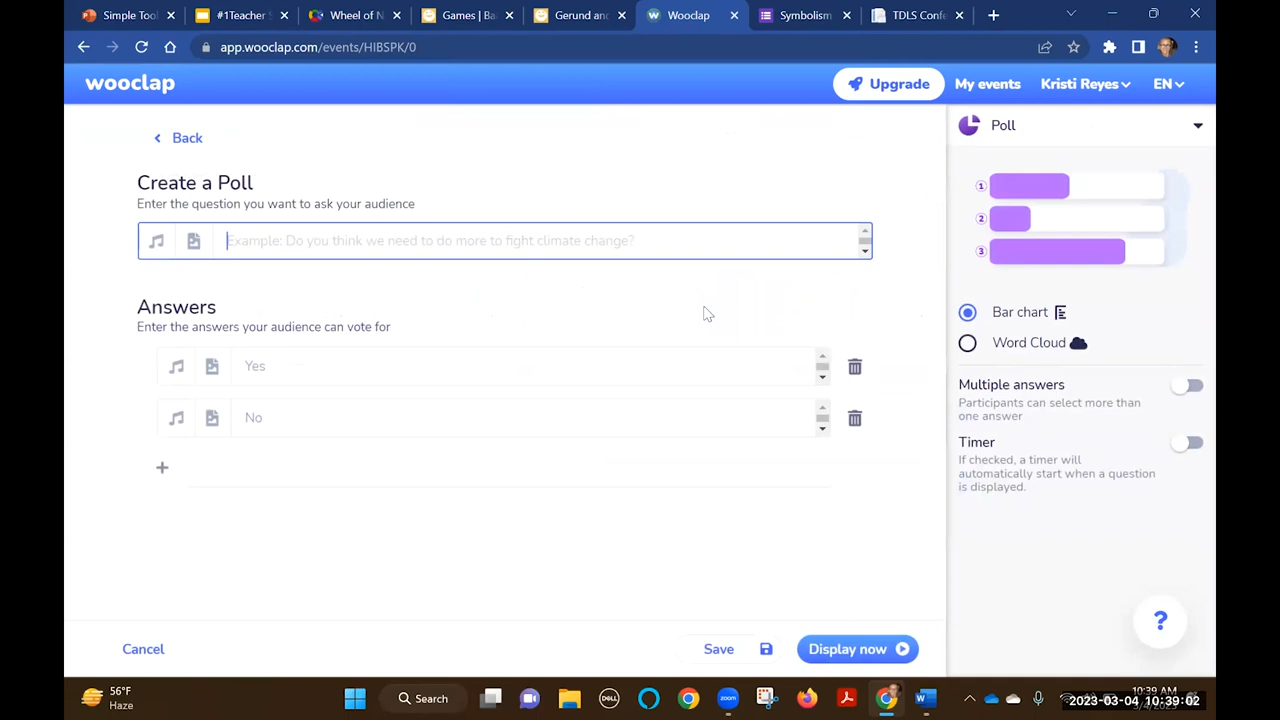 Simple Too
#1Teacher S
Wheel of N
Games | Ba
Gerund and
Wooclap
Symbolism
TDLS Confe
app.wooclap.com/events/HIBSPK/0
wooclap
Upgrade
My events
Kristi Reyes
EN
Back
Create a Poll
Enter the question you want to ask your audience
Example: Do you think we need to do more to fight climate change?
Answers
Enter the answers your audience can vote for
Yes
No
Cancel
Save
Display now
Poll
1
2
3
Bar chart
Word Cloud
Multiple answers
Participants can select more than
one answer
Timer
If checked, a timer will
automatically start when a question
is displayed.
?
56°F
Haze
Search
DELL
zoom
10:39 AM
2023-03-04 10:39:02